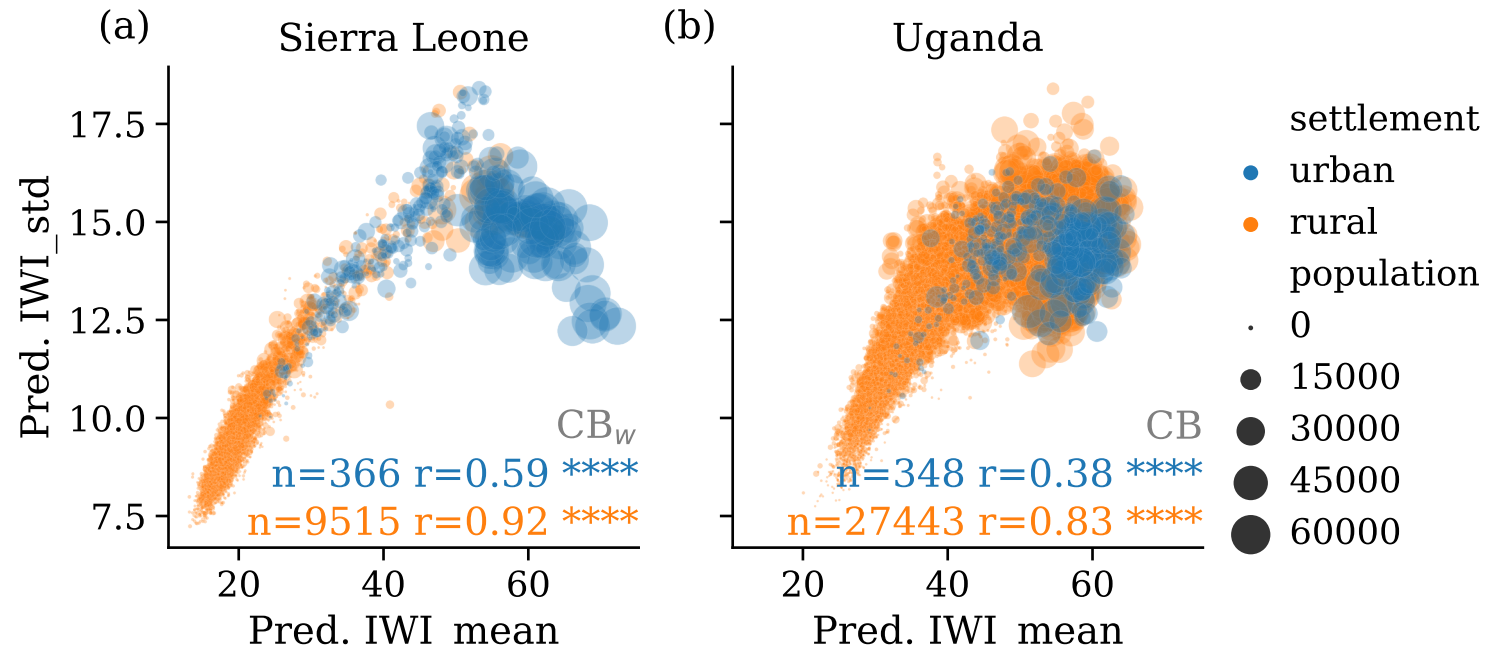 (a)
Sierra Leone
(b)
Uganda
Pred. IWI_std
17.5
15.0
12.5
10.0
7.5
CB_w
n=366 r=0.59 ****
n=9515 r=0.92 ****
20 40 60
Pred. IWI mean
CB
n=348 r=0.38 ****
n=27443 r=0.83 ****
20 40 60
Pred. IWI mean
settlement
urban
rural
population
0
15000
30000
45000
60000